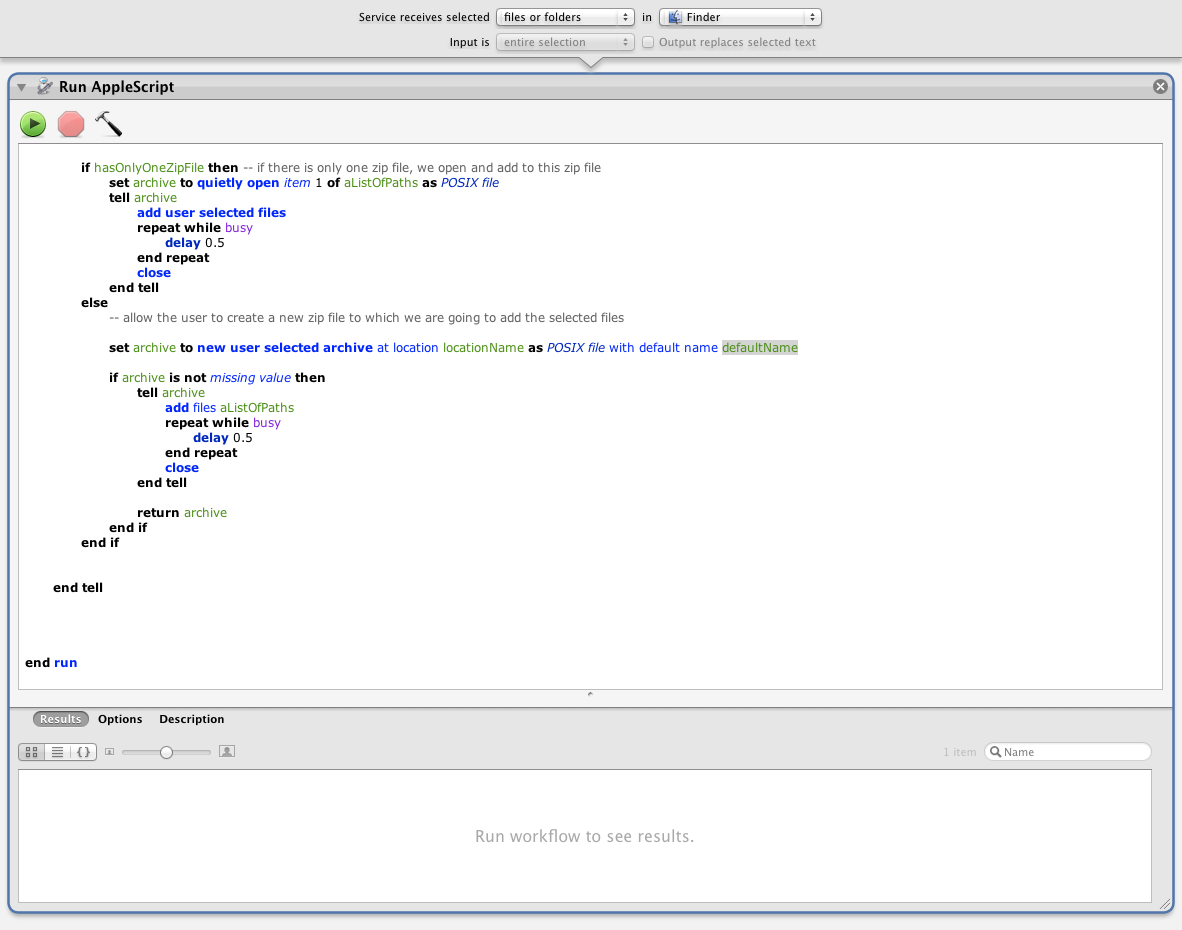 Service receives selected files or folders in Finder
Input is entire selection Output replaces selected text
Run AppleScript
if hasOnlyOneZipFile then -- if there is only one zip file, we open and add to this zip file
set archive to quietly open item 1 of aListOfPaths as POSIX file
tell archive
add user selected files
repeat while busy
delay 0.5
end repeat
close
end tell
else
-- allow the user to create a new zip file to which we are going to add the selected files
set archive to new user selected archive at location locationName as POSIX file with default name defaultName
if archive is not missing value then
tell archive
add files aListOfPaths
repeat while busy
delay 0.5
end repeat
close
end tell
return archive
end if
end if
end tell
end run
Results Options Description
1 item Name
Run workflow to see results.